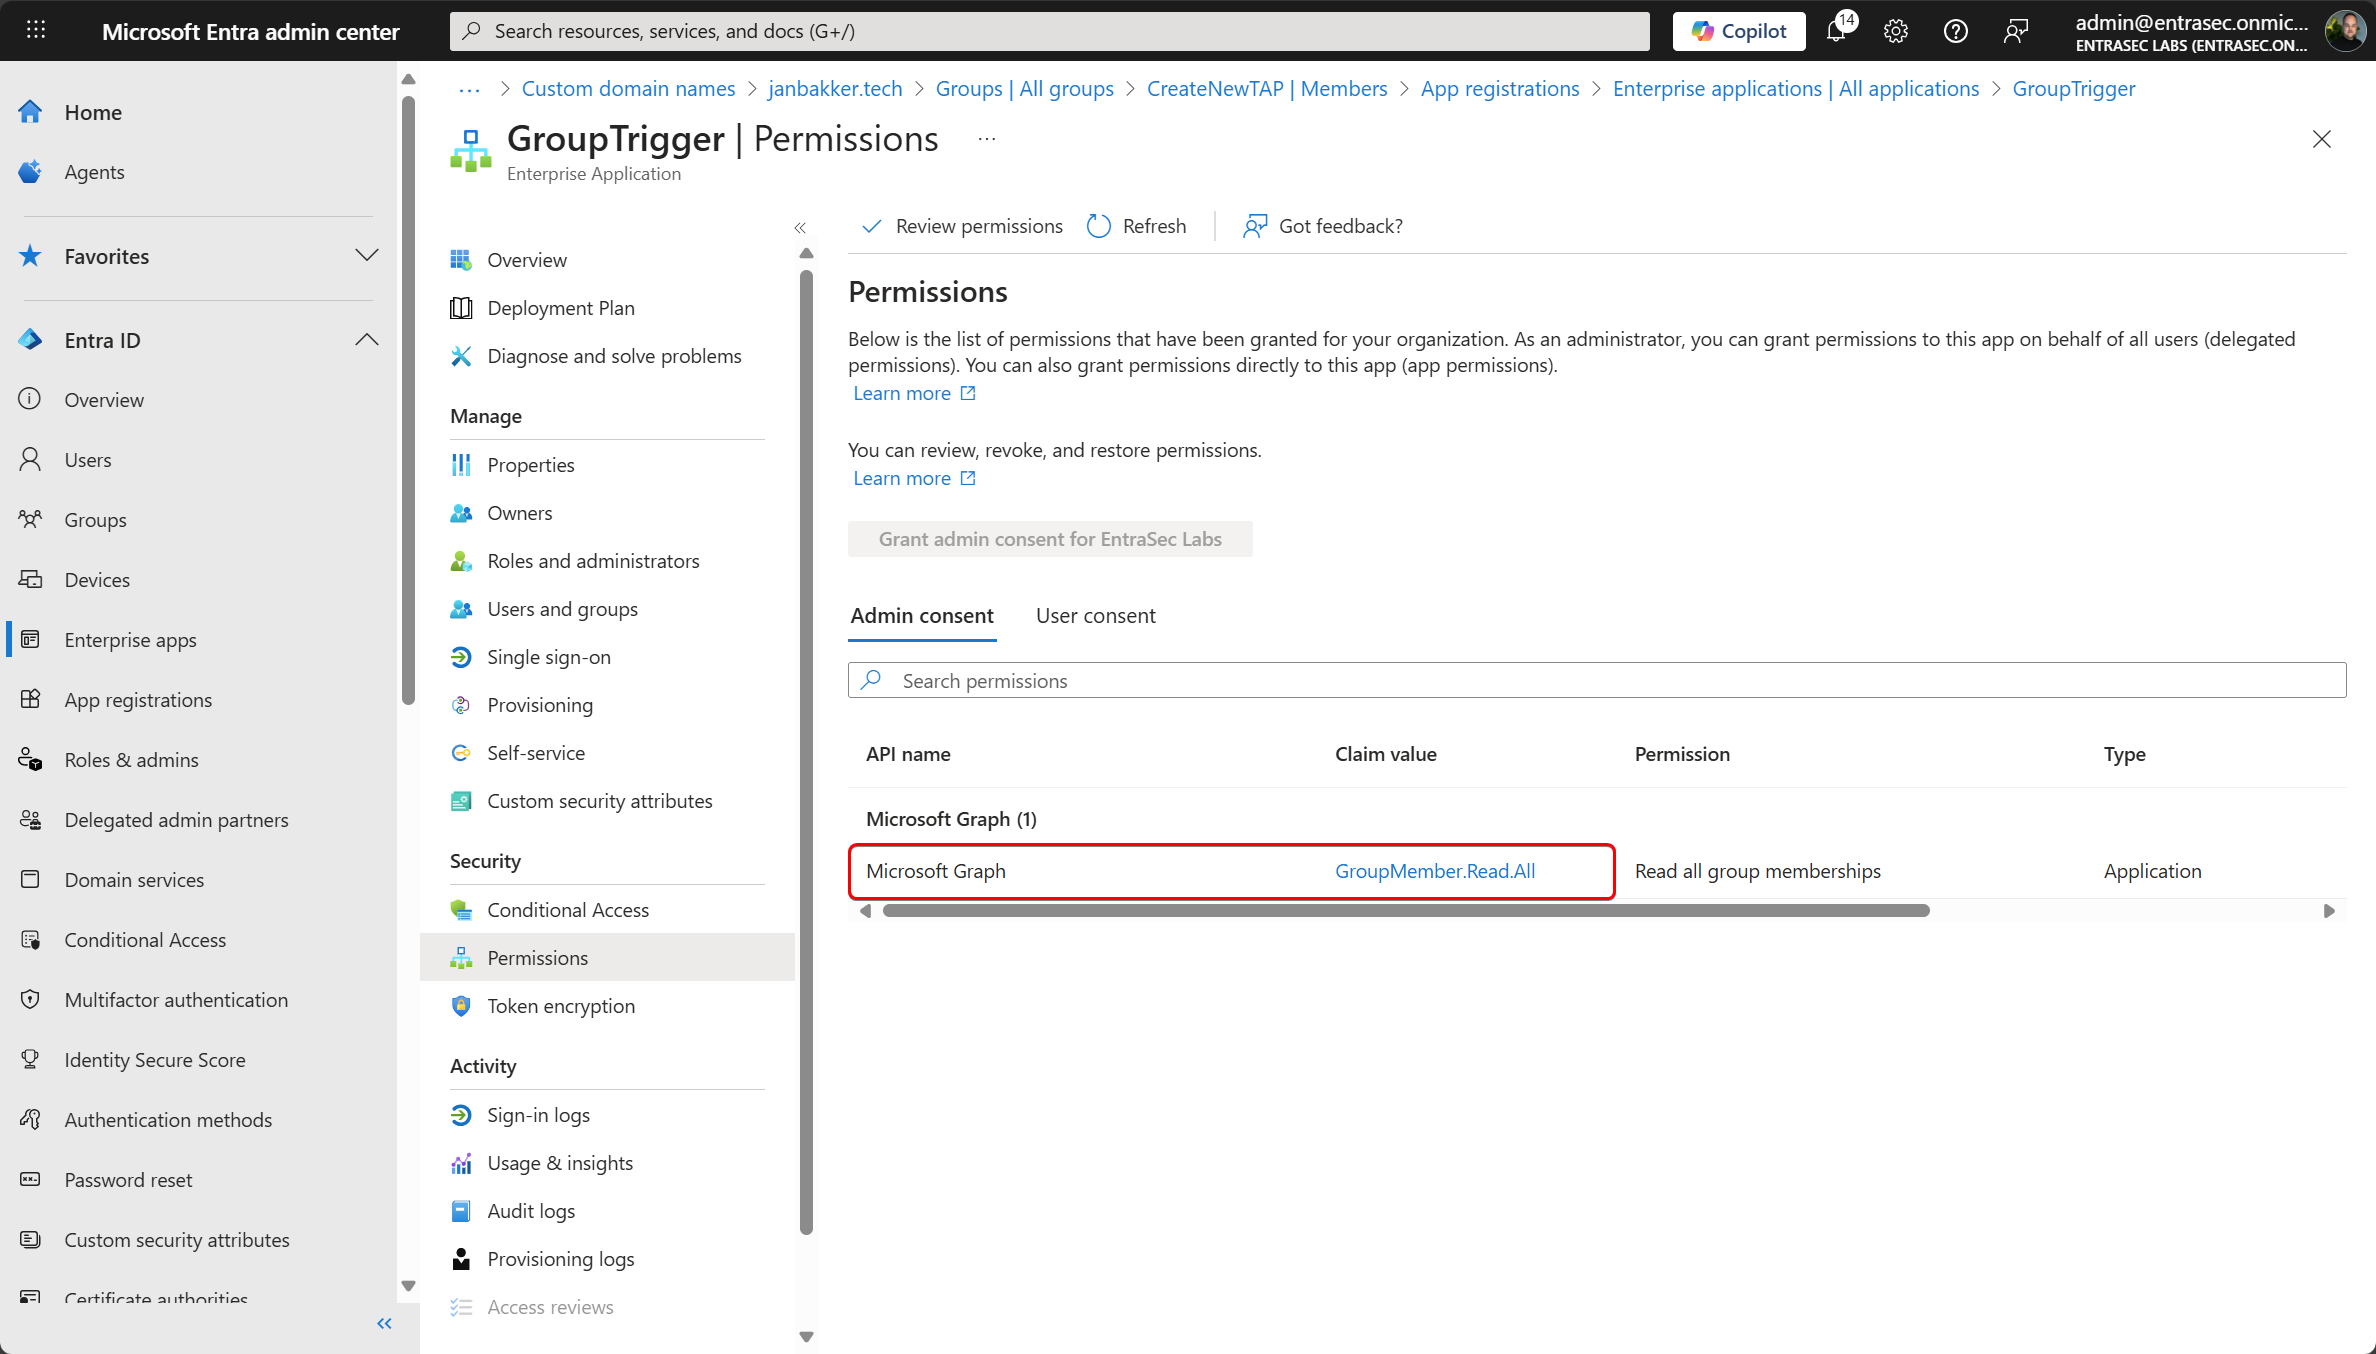 Microsoft Entra admin center
Search resources, services, and docs (G+/)
Copilot
14
admin@entrasec.onmic...
ENTRASEC LABS (ENTRASEC.ON...
Home
Agents
Favorites
Entra ID
Overview
Users
Groups
Devices
Enterprise apps
App registrations
Roles & admins
Delegated admin partners
Domain services
Conditional Access
Multifactor authentication
Identity Secure Score
Authentication methods
Password reset
Custom security attributes
Certificate authorities
... > Custom domain names > janbakker.tech > Groups | All groups > CreateNewTAP | Members > App registrations > Enterprise applications | All applications > GroupTrigger
GroupTrigger | Permissions ...
Enterprise Application
Overview
Deployment Plan
Diagnose and solve problems
Manage
Properties
Owners
Roles and administrators
Users and groups
Single sign-on
Provisioning
Self-service
Custom security attributes
Security
Conditional Access
Permissions
Token encryption
Activity
Sign-in logs
Usage & insights
Audit logs
Provisioning logs
Access reviews
Review permissions Refresh Got feedback?
Permissions
Below is the list of permissions that have been granted for your organization. As an administrator, you can grant permissions to this app on behalf of all users (delegated
permissions). You can also grant permissions directly to this app (app permissions).
Learn more
You can review, revoke, and restore permissions.
Learn more
Grant admin consent for EntraSec Labs
Admin consent User consent
Search permissions
API name Claim value Permission Type
Microsoft Graph (1)
Microsoft Graph GroupMember.Read.All Read all group memberships Application